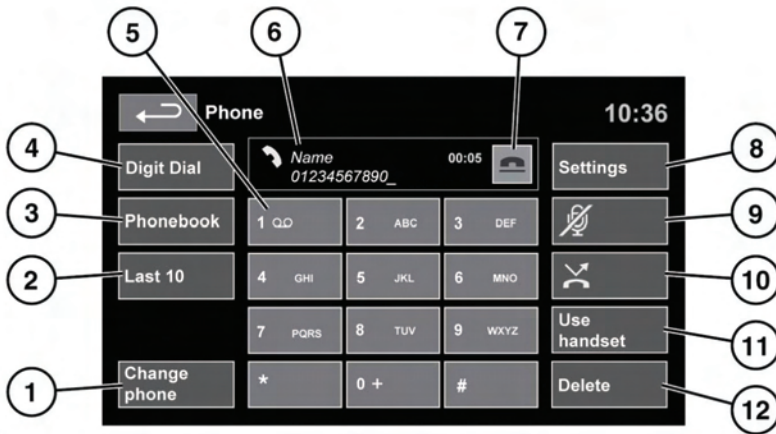 5
6
7
Phone
10:36
4
Digit Dial
Name
00:05
01234567890_
Settings
8
3
Phonebook
1
2 ABC
3 DEF
9
2
Last 10
4 GHI
5 JKL
6 MNO
10
7 PQRS
8 TUV
9 WXYZ
Use
handset
11
1
Change
phone
*
0 +
#
Delete
12